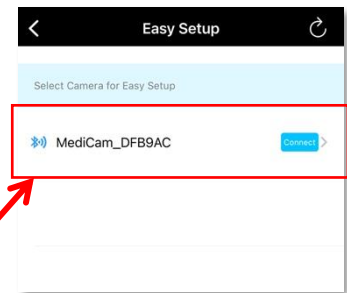 Easy Setup
Select Camera for Easy Setup
MediCam_DFB9AC Connect